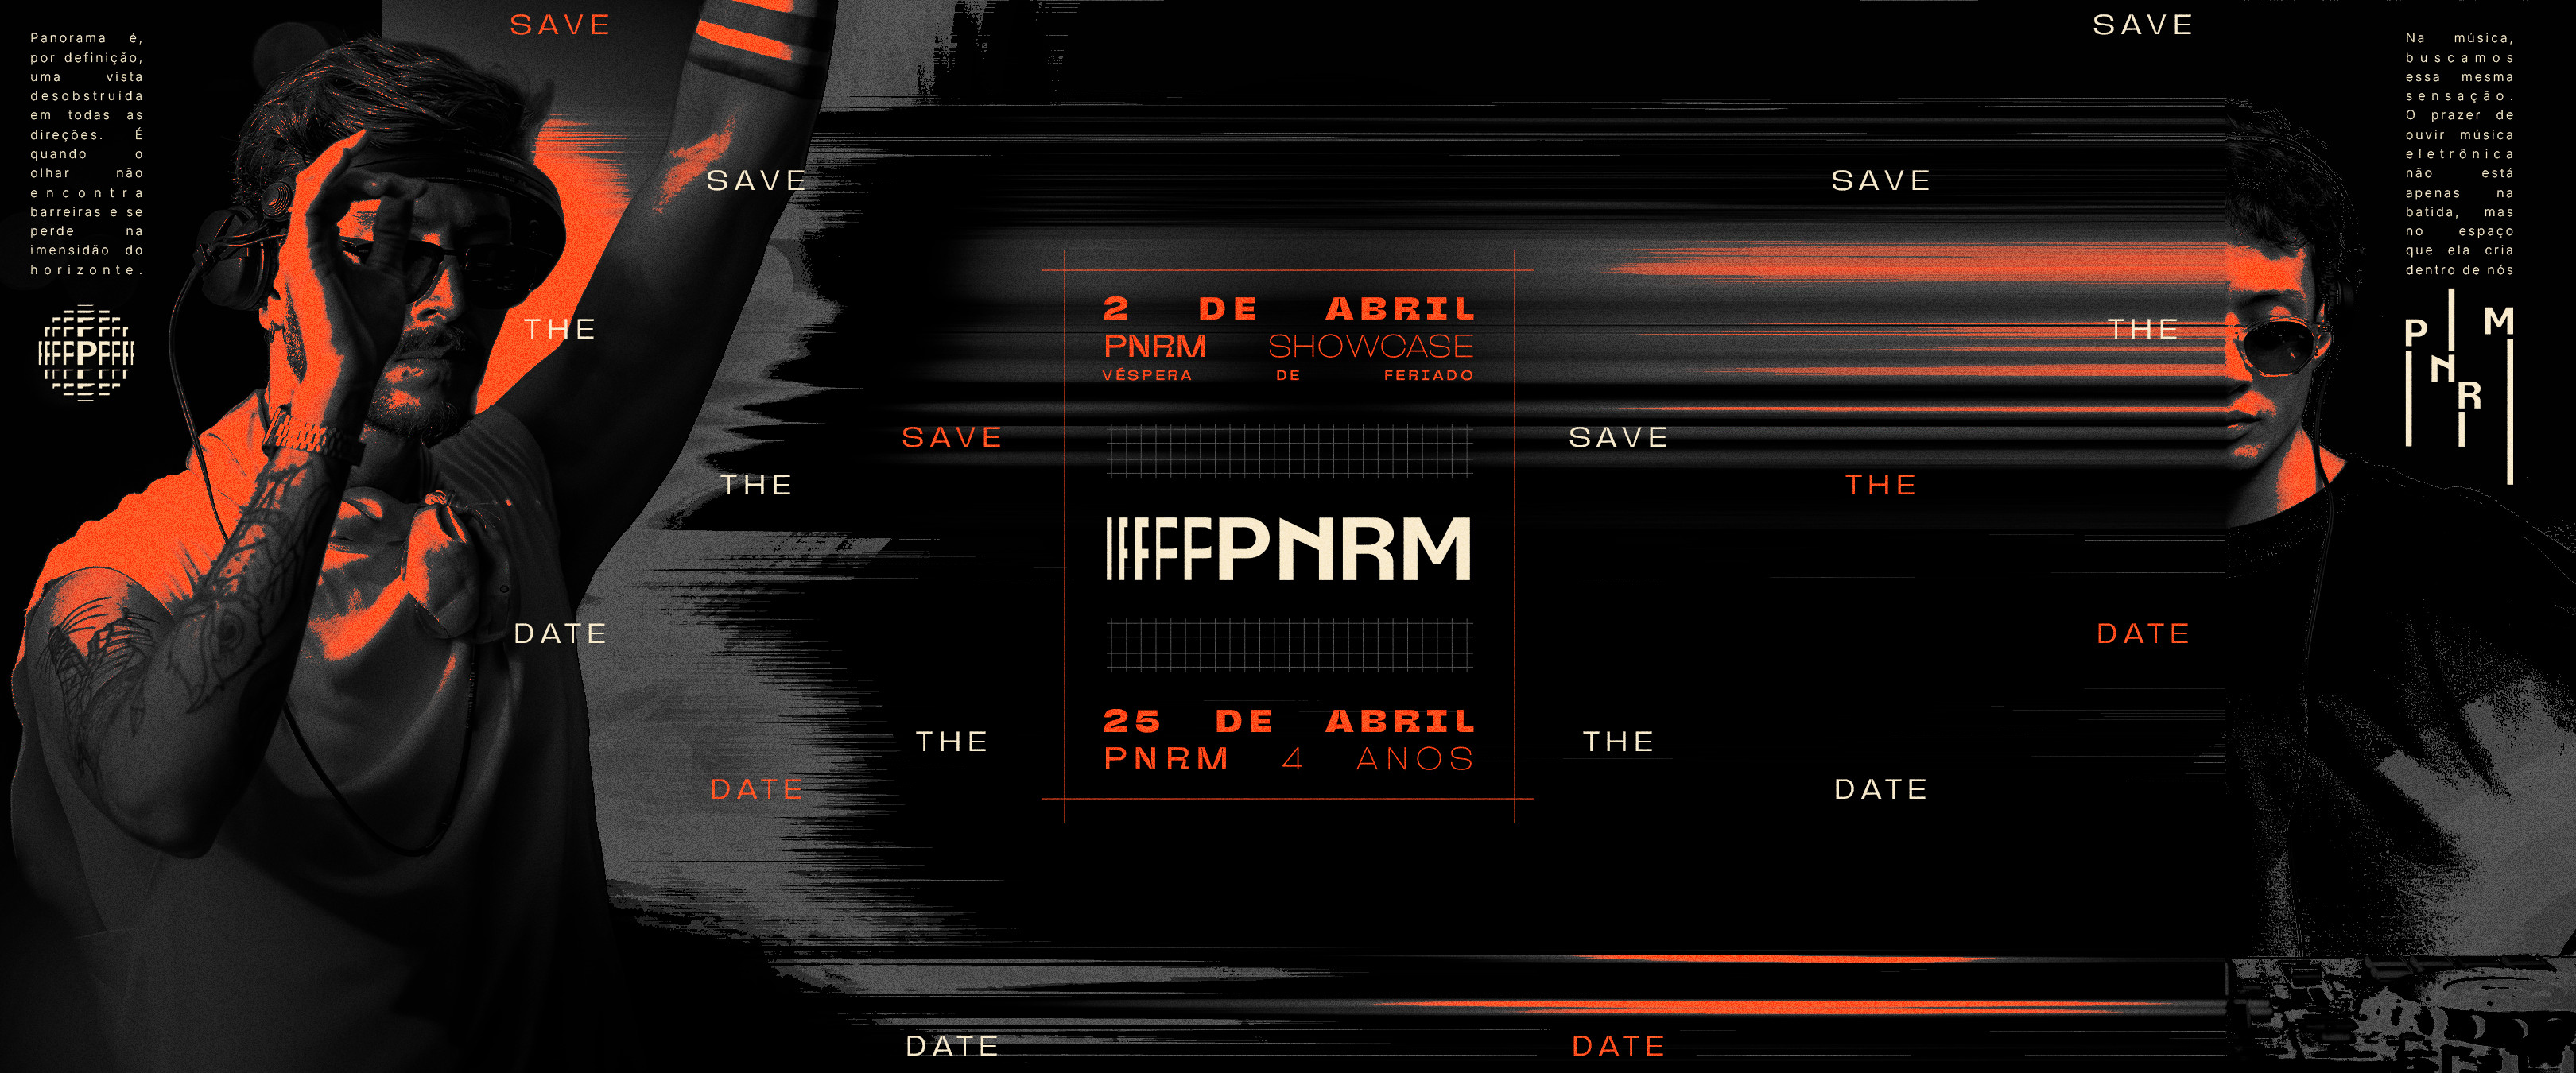 Panorama é,
por definição,
uma vista
desobstruída
em todas as
direções. É
quando o
olhar não
encontra
barreiras e se
perde na
imensidão do
horizonte.
P
SAVE
SAVE
THE
THE
DATE
DATE
SAVE
THE
DATE
2 DE ABRIL
PNRM SHOWCASE
VÉSPERA DE FERIADO
PNRM
25 DE ABRIL
PNRM 4 ANOS
SAVE
THE
DATE
SAVE
THE
DATE
SAVE
THE
DATE
Na música,
buscamos
essa mesma
sensação.
O prazer de
ouvir música
eletrônica
não está
apenas na
batida, mas
no espaço
que ela cria
dentro de nós
PNRM